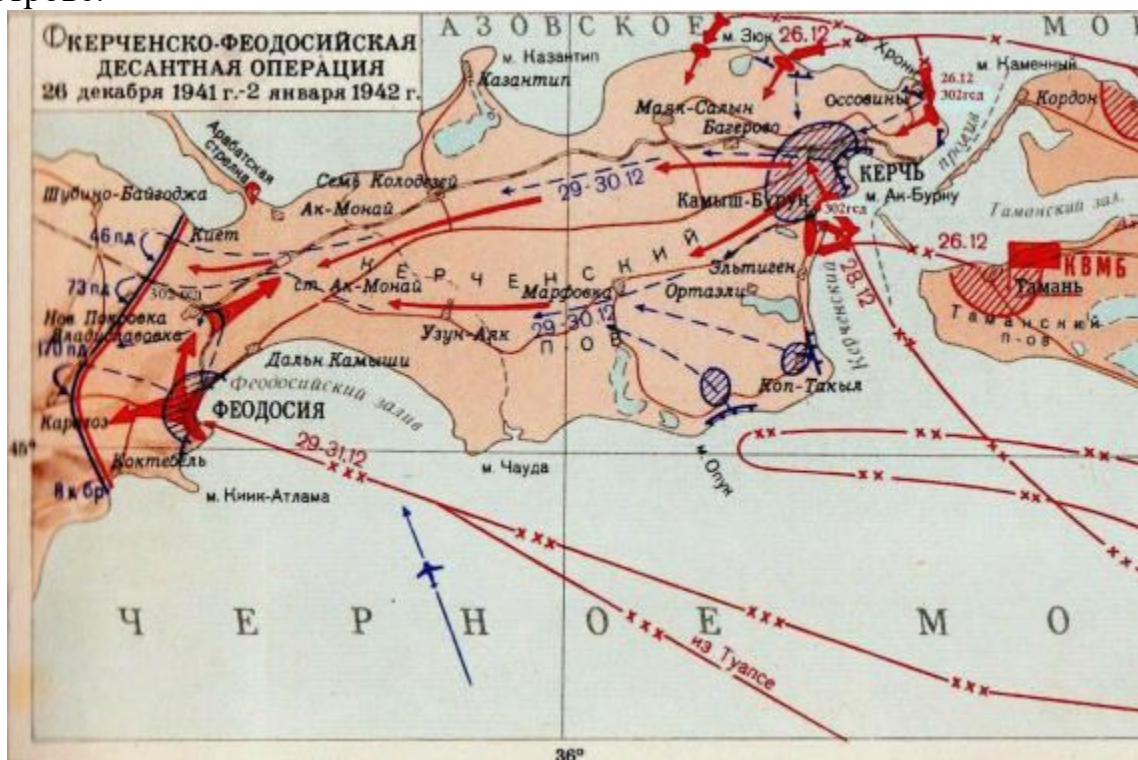 ① КЕРЧЕНСКО-ФЕОДОСИЙСКАЯ
ДЕСАНТНАЯ ОПЕРАЦИЯ
26 декабря 1941 г.-2 января 1942 г.
АЗОВСКОЕ
МО
м. Казантип
Казантип
м. Зюк
26.12
м. Хрони
26.12
302гсд
м. Каменный
Кордон
Оссовины
Маяк-Салын
Багерово
пролив
Арабатская
стрелка
Семь Колодезей
29-30.12
КЕРЧЬ
Шубино-Байгоджа
Ак-Монай
Камыш-Бурун
м. Ак-Бурну
302гсд
Таманский зал.
46 пд
Киет
26.12
КВМБ
Тамань
КЕРЧЕНСКИЙ
П-ОВ
Эльтиген
28.12
73 пд
ст. Ак-Монай
Марфовка
Ортаэли
Керченский
Нов Покровка
Владиславовка
Узун-Аяк
29-30.12
Таманский
п-ов
170 пд
Дальн Камыши
Коп-Такыл
Феодосийский залив
ФЕОДОСИЯ
Карагоз
45°
29-31.12
Коктебель
м. Чауда
м. Опук
8 к бр
м. Киик-Атлама
ЧЕРНОЕ МО
из Туапсе
36°